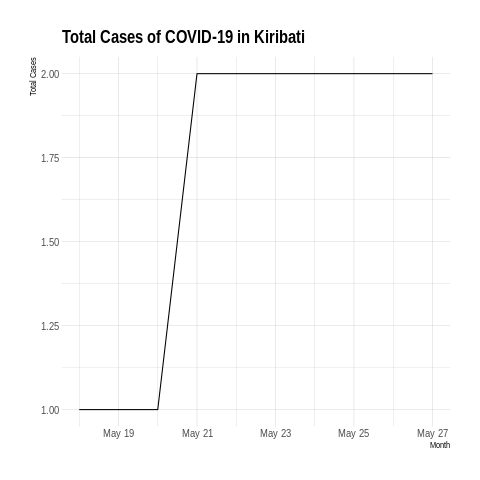 Total Cases of COVID-19 in Kiribati
Total Cases
2.00
1.75
1.50
1.25
1.00
May 19 May 21 May 23 May 25 May 27
Month